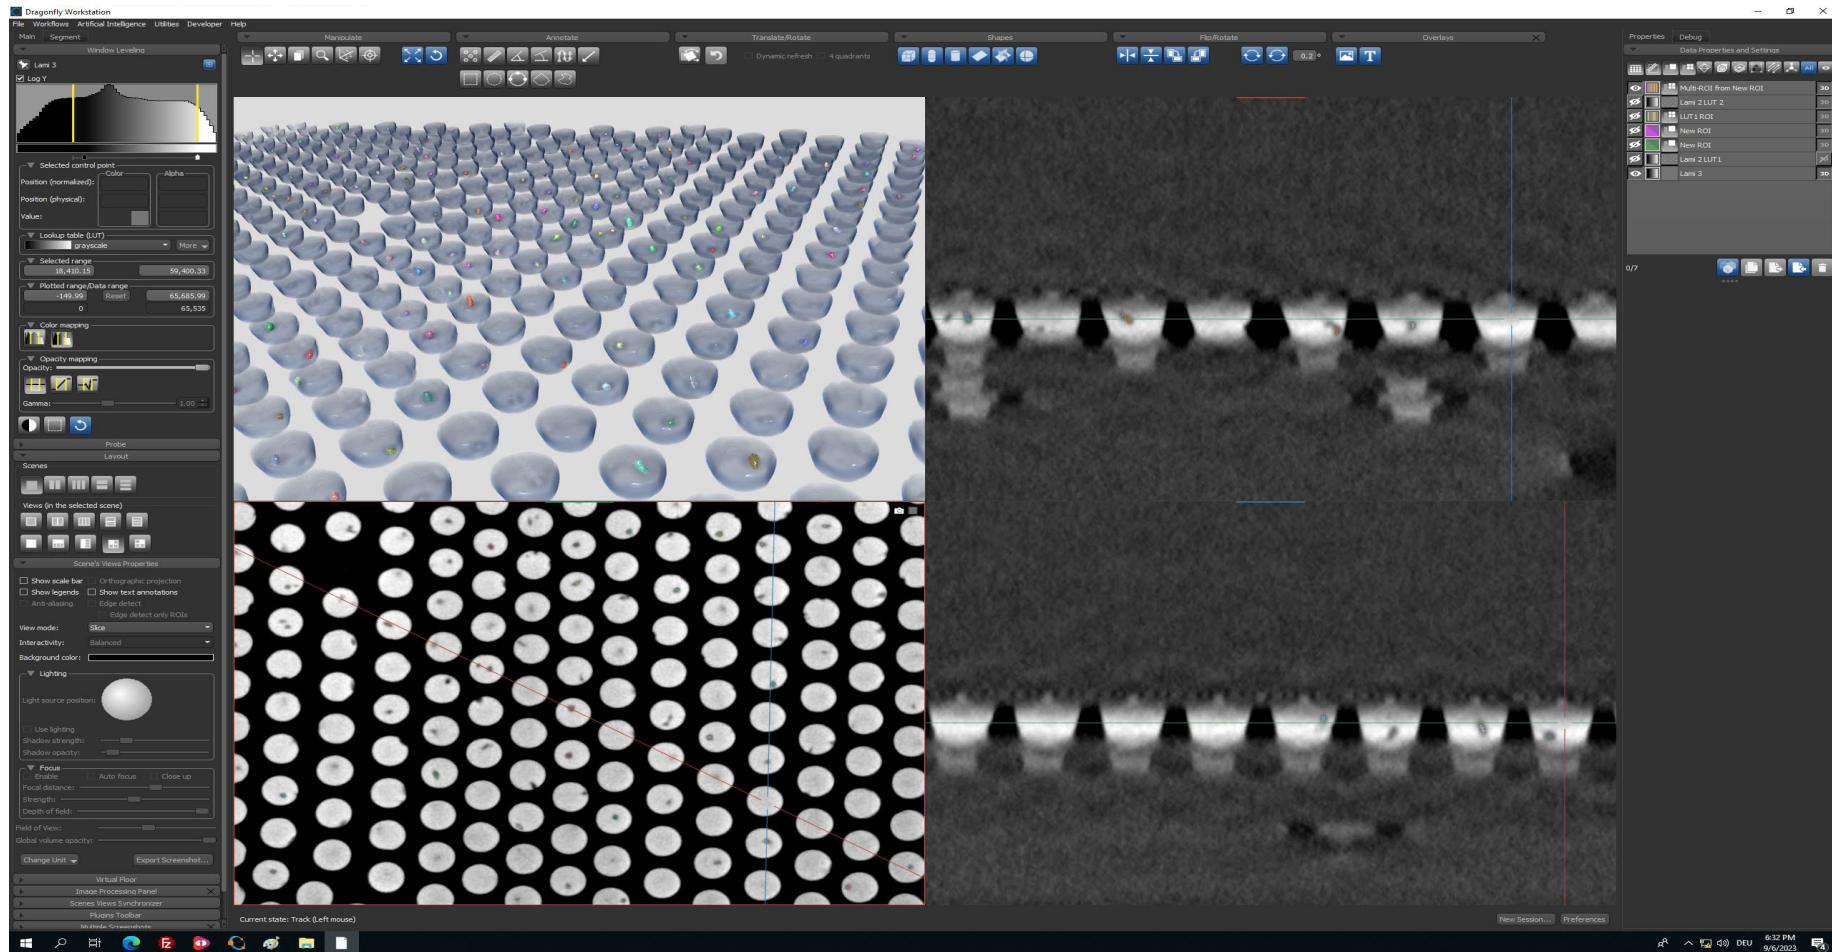 Dragonfly Workstation
File Workflows Artificial Intelligence Utilities Developer Help
Main Segment
Window Leveling
Lami 3
Log Y
Selected control point
Color Alpha
Position (normalized):
Position (physical):
Value:
Lookup table (LUT)
grayscale More
Selected range
18,410.15 59,400.33
Plotted range/Data range
-149.99 Reset 65,685.99
0 65,535
Color mapping
Opacity mapping
Opacity:
Gamma: 1.00
Probe
Layout
Scenes
Views (in the selected scene)
Scene's Views Properties
Show scale bar Orthographic projection
Show legends Show text annotations
Anti-aliasing Edge detect
Edge detect only ROIs
View mode: Slice
Interactivity: Balanced
Background color:
Lighting
Light source position:
Use lighting
Shadow strength:
Shadow opacity:
Focus
Enable Auto focus Close up
Focal distance:
Strength:
Depth of field:
Field of View:
Global volume opacity:
Change Unit Export Screenshot...
Virtual Floor
Image Processing Panel
Scenes Views Synchronizer
Plugins Toolbar
Multiple Screenshots
Manipulate Annotate Translate/Rotate Shapes Flip/Rotate Overlays
Dynamic refresh 4 quadrants
0.2 °
T
Properties Debug
Data Properties and Settings
All
Multi-ROI from New ROI 3D
Lami 2 LUT 2 3D
LUT1 ROI 3D
New ROI 3D
New ROI 3D
Lami 2 LUT1
Lami 3 3D
0/7
Current state: Track (Left mouse)
New Session... Preferences
DEU
6:32 PM
9/6/2023